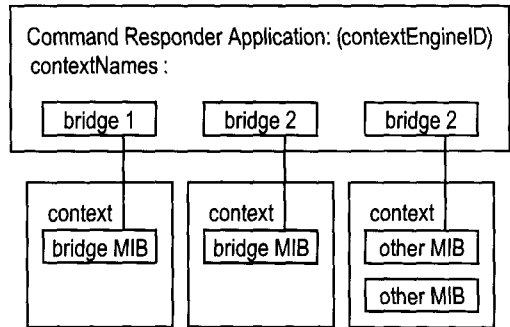 Command Responder Application: (contextEngineID)
contextNames :
bridge 1 bridge 2 bridge 2
context context context
bridge MIB bridge MIB other MIB
other MIB